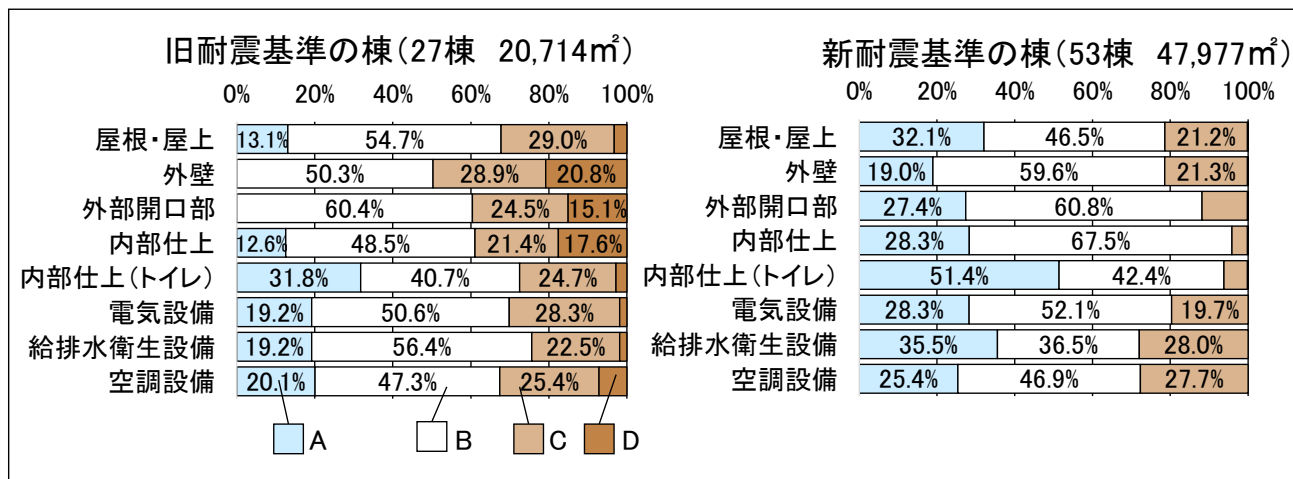 旧耐震基準の棟(27棟 20,714㎡)
0% 20% 40% 60% 80% 100%
屋根・屋上 13.1% 54.7% 29.0%
外壁 50.3% 28.9% 20.8%
外部開口部 60.4% 24.5% 15.1%
内部仕上 12.6% 48.5% 21.4% 17.6%
内部仕上(トイレ) 31.8% 40.7% 24.7%
電気設備 19.2% 50.6% 28.3%
給排水衛生設備 19.2% 56.4% 22.5%
空調設備 20.1% 47.3% 25.4%
A B C D
新耐震基準の棟(53棟 47,977㎡)
0% 20% 40% 60% 80% 100%
屋根・屋上 32.1% 46.5% 21.2%
外壁 19.0% 59.6% 21.3%
外部開口部 27.4% 60.8%
内部仕上 28.3% 67.5%
内部仕上(トイレ) 51.4% 42.4%
電気設備 28.3% 52.1% 19.7%
給排水衛生設備 35.5% 36.5% 28.0%
空調設備 25.4% 46.9% 27.7%